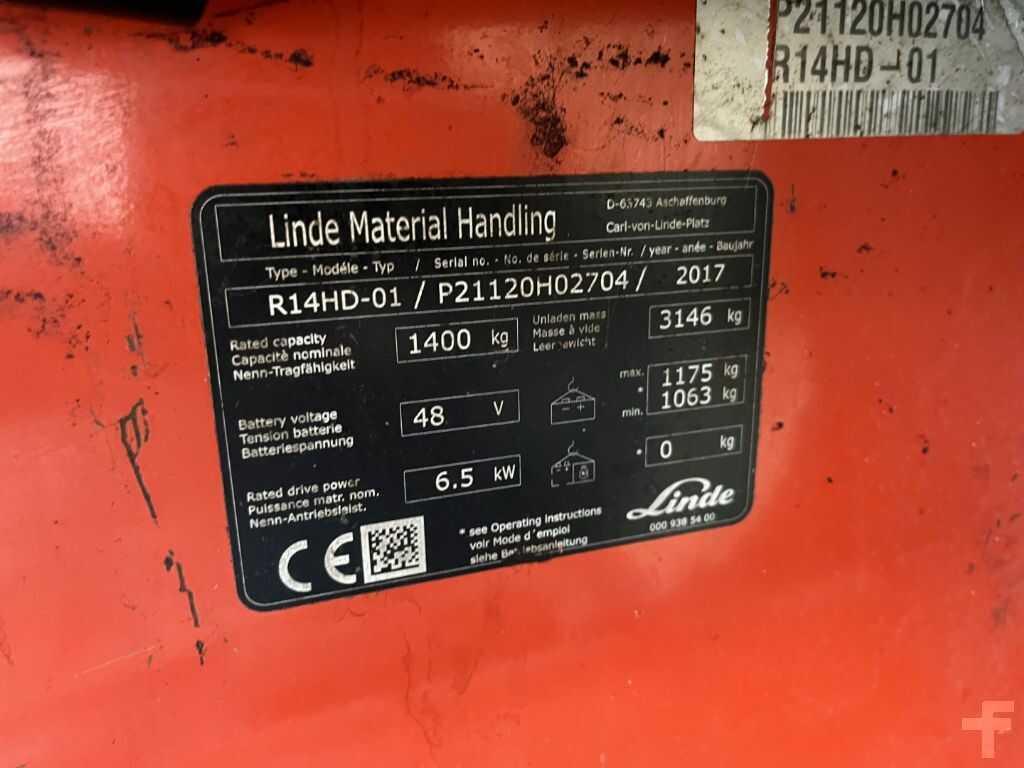 P21120H02704
R14HD-01
Linde Material Handling
D-63743 Aschaffenburg
Carl-von-Linde-Platz
Type - Modéle - Typ / Serial no. - No. de série - Serien-Nr. / year - anée - Baujahr
R14HD-01 / P21120H02704 / 2017
Rated capacity
Capacité nominale
Nenn-Tragfähigkeit
1400 kg
Unladen mass
Masse à vide
Leergewicht
3146 kg
Battery voltage
Tension batterie
Batteriespannung
48 V
max. 1175 kg
*
min. 1063 kg
Rated drive power
Puissance matr. nom.
Nenn-Antriebsleist.
6.5 kW
* 0 kg
Linde
000 938 54 00
CE
* see Operating Instructions
voir Mode d'emploi
siehe Betriebsanleitung